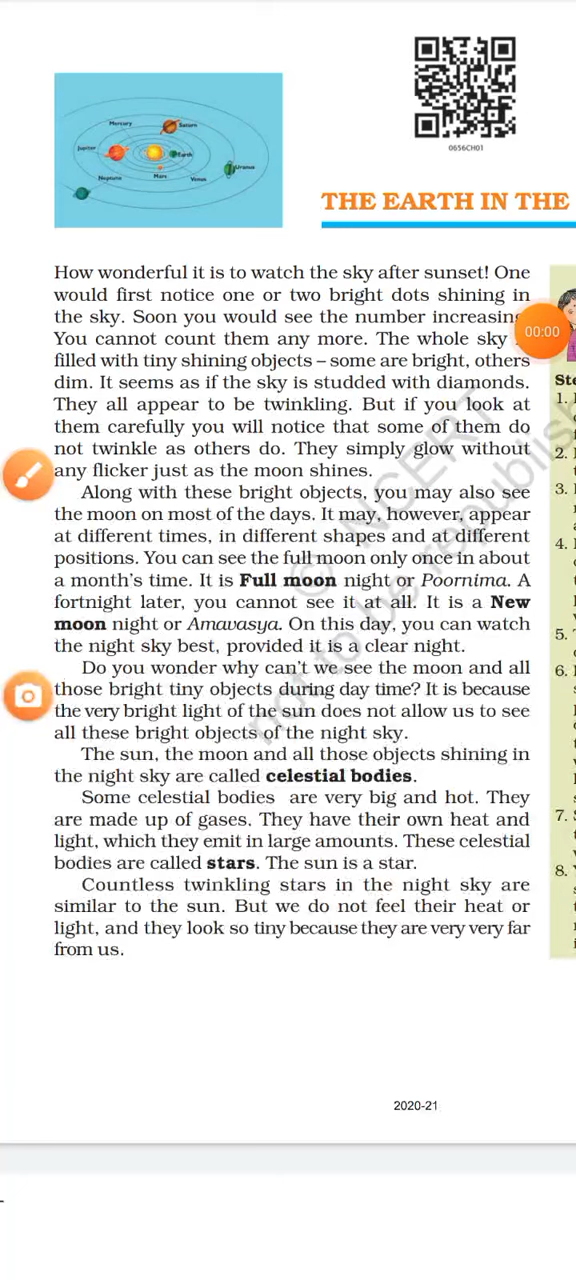 Mercury
Saturn
Jupiter
Earth
Uranus
Mars
Venus
Neptune
0656CH01
THE EARTH IN THE
How wonderful it is to watch the sky after sunset! One
would first notice one or two bright dots shining in
the sky. Soon you would see the number increasing
You cannot count them any more. The whole sky
filled with tiny shining objects – some are bright, others
dim. It seems as if the sky is studded with diamonds.
They all appear to be twinkling. But if you look at
them carefully you will notice that some of them do
not twinkle as others do. They simply glow without
any flicker just as the moon shines.
Along with these bright objects, you may also see
the moon on most of the days. It may, however, appear
at different times, in different shapes and at different
positions. You can see the full moon only once in about
a month's time. It is Full moon night or Poornima. A
fortnight later, you cannot see it at all. It is a New
moon night or Amavasya. On this day, you can watch
the night sky best, provided it is a clear night.
Do you wonder why can't we see the moon and all
those bright tiny objects during day time? It is because
the very bright light of the sun does not allow us to see
all these bright objects of the night sky.
The sun, the moon and all those objects shining in
the night sky are called celestial bodies.
Some celestial bodies are very big and hot. They
are made up of gases. They have their own heat and
light, which they emit in large amounts. These celestial
bodies are called stars. The sun is a star.
Countless twinkling stars in the night sky are
similar to the sun. But we do not feel their heat or
light, and they look so tiny because they are very very far
from us.
00:00
1.
2.
3.
4.
5.
6.
7.
8.
© NCERT
not to be republish
2020-21